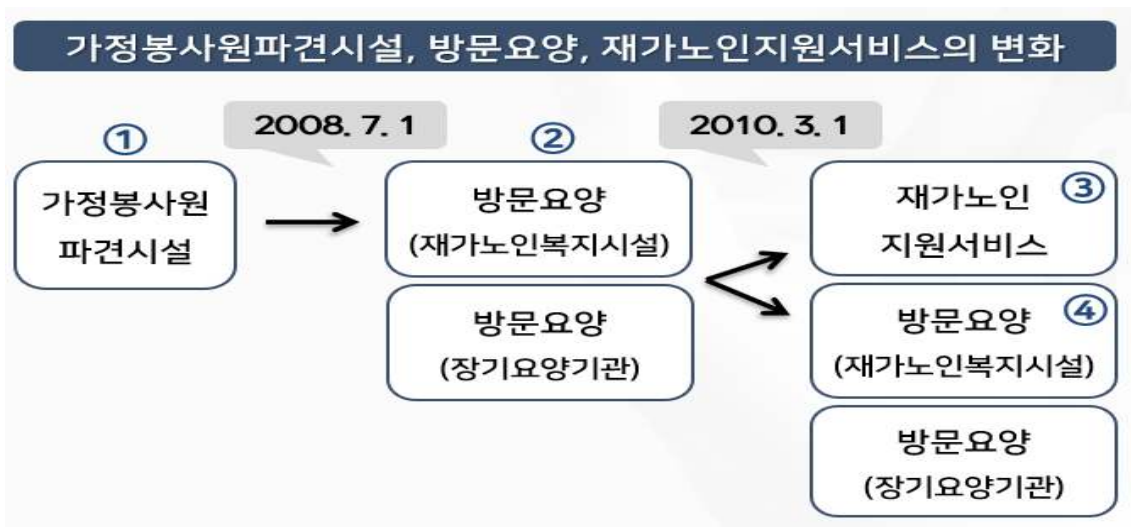 가정봉사원파견시설, 방문요양, 재가노인지원서비스의 변화
2008. 7. 1
2010. 3. 1
①
가정봉사원
파견시설
②
방문요양
(재가노인복지시설)
방문요양
(장기요양기관)
③
재가노인
지원서비스
④
방문요양
(재가노인복지시설)
방문요양
(장기요양기관)